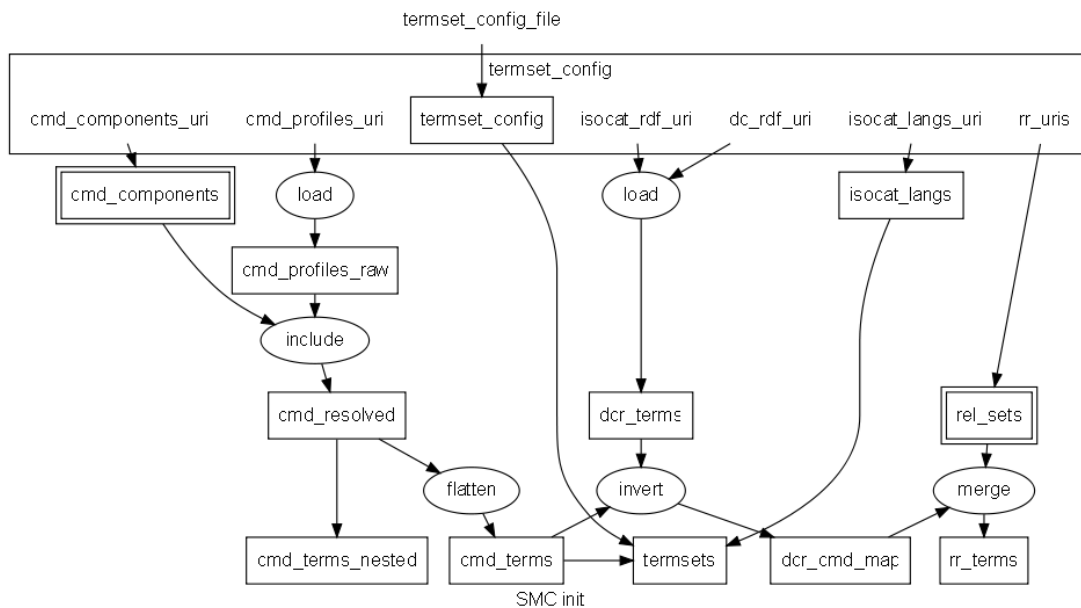 termset_config_file
termset_config
cmd_components_uri
cmd_profiles_uri
termset_config
isocat_rdf_uri
dc_rdf_uri
isocat_langs_uri
rr_uris
cmd_components
load
load
isocat_langs
cmd_profiles_raw
include
cmd_resolved
dcr_terms
rel_sets
flatten
invert
merge
cmd_terms_nested
cmd_terms
termsets
dcr_cmd_map
rr_terms
SMC init